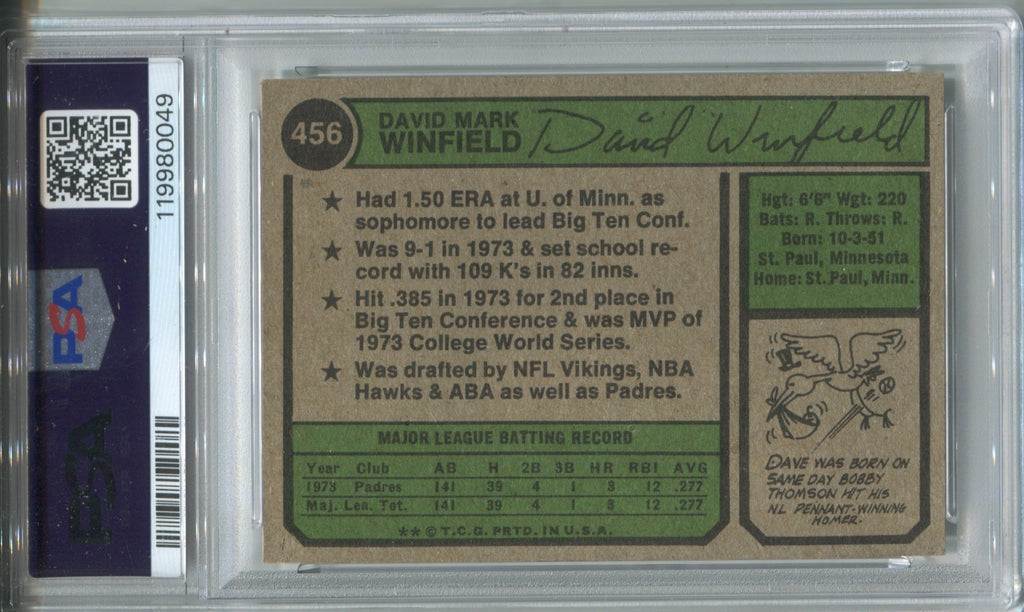 119980049
PSA
PSA
456
DAVID MARK
WINFIELD
David Winfield
★ Had 1.50 ERA at U. of Minn. as
sophomore to lead Big Ten Conf.
★ Was 9-1 in 1973 & set school re-
cord with 109 K's in 82 inns.
★ Hit .385 in 1973 for 2nd place in
Big Ten Conference & was MVP of
1973 College World Series.
★ Was drafted by NFL Vikings, NBA
Hawks & ABA as well as Padres.
MAJOR LEAGUE BATTING RECORD
Year Club AB H 2B 3B HR RBI AVG
1973 Padres 141 39 4 1 3 12 .277
Maj. Lea. Tot. 141 39 4 1 3 12 .277
**©T.C.G. PRTD. IN U.S.A.
Hgt: 6'6" Wgt: 220
Bats: R. Throws: R.
Born: 10-3-51
St. Paul, Minnesota
Home: St. Paul, Minn.
DAVE WAS BORN ON
SAME DAY BOBBY
THOMSON HIT HIS
NL PENNANT-WINNING
HOMER.